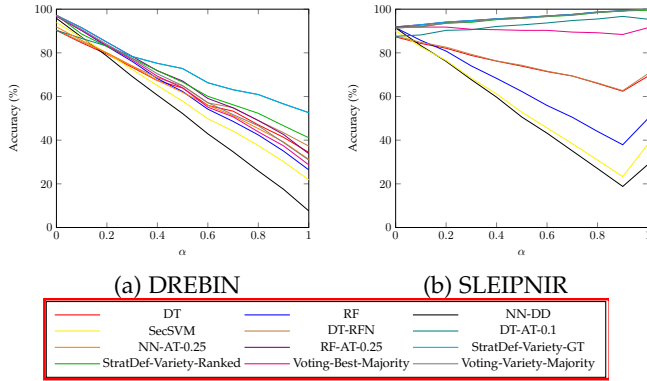 100
80
60
40
20
0
0 0.2 0.4 0.6 0.8 1
Accuracy (%)
α
(a) DREBIN
100
80
60
40
20
0
0 0.2 0.4 0.6 0.8 1
Accuracy (%)
α
(b) SLEIPNIR
DT RF NN-DD
SecSVM DT-RFN DT-AT-0.1
NN-AT-0.25 RF-AT-0.25 StratDef-Variety-GT
StratDef-Variety-Ranked Voting-Best-Majority Voting-Variety-Majority